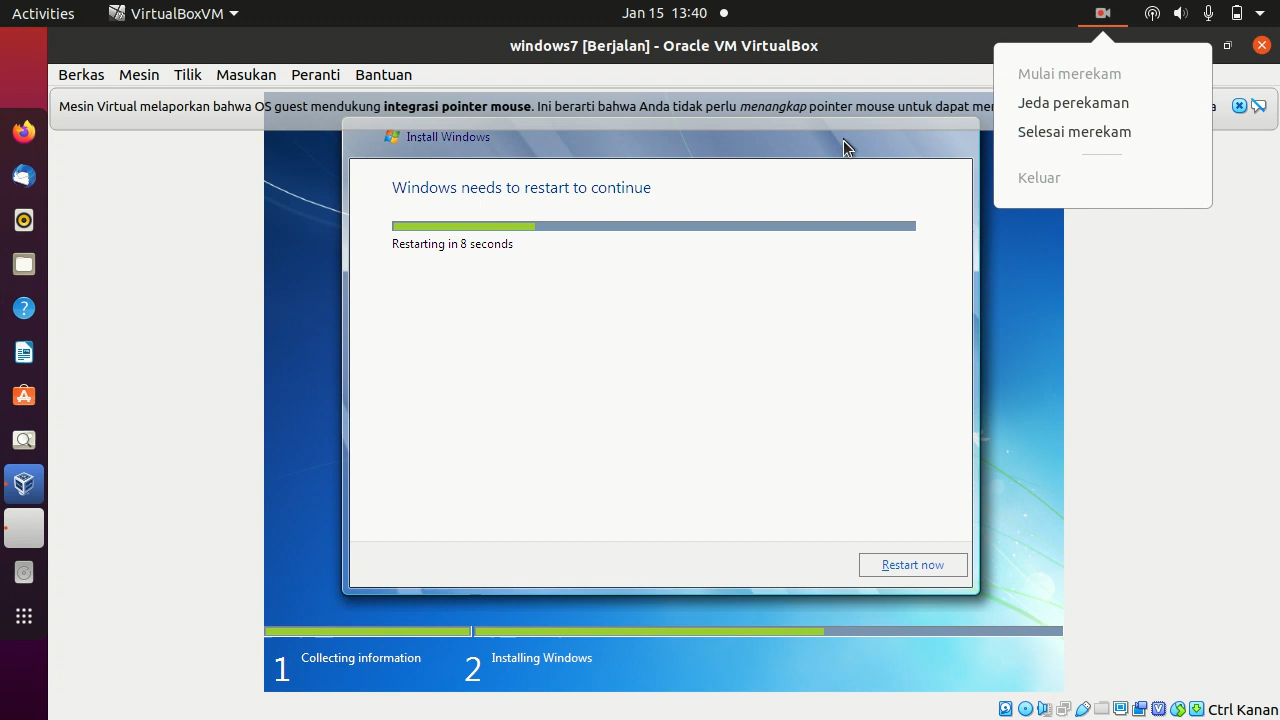 Activities
VirtualBoxVM
Jan 15 13:40
windows7 [Berjalan] - Oracle VM VirtualBox
Berkas Mesin Tilik Masukan Peranti Bantuan
Mesin Virtual melaporkan bahwa OS guest mendukung integrasi pointer mouse. Ini berarti bahwa Anda tidak perlu menangkap pointer mouse untuk dapat
Mulai merekam
Jeda perekaman
Selesai merekam
Keluar
Install Windows
Windows needs to restart to continue
Restarting in 8 seconds
Restart now
1 Collecting information
2 Installing Windows
Ctrl Kanan